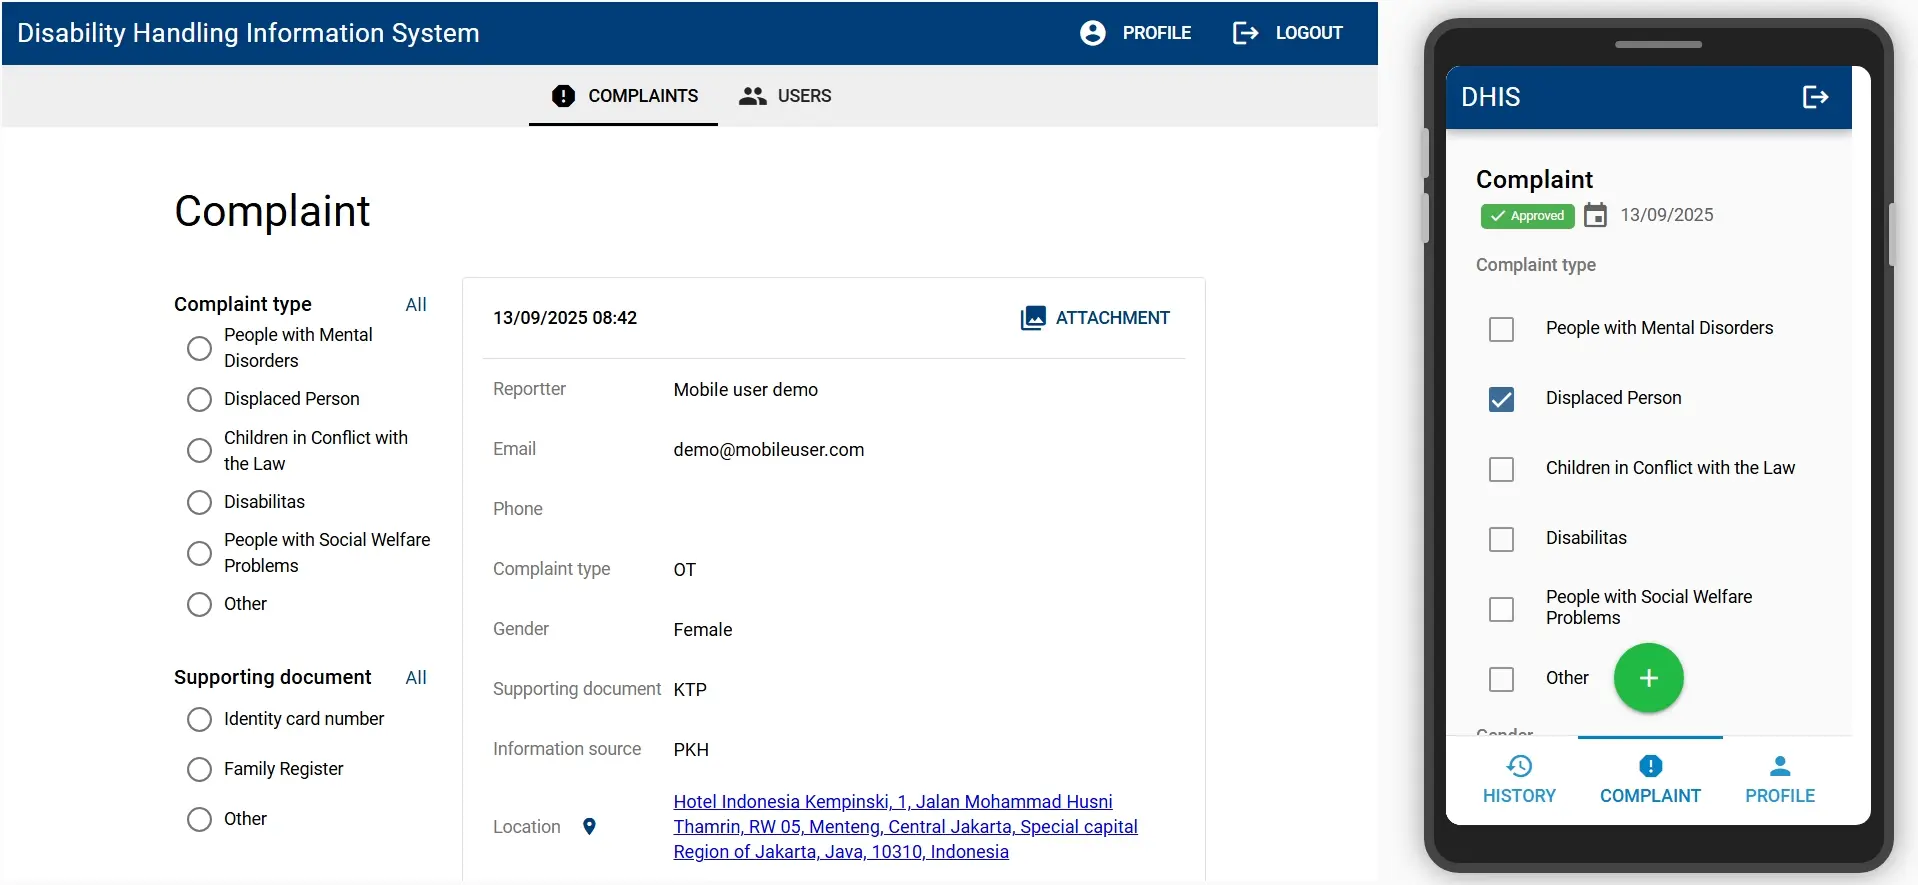 Disability Handling Information System
PROFILE
LOGOUT
COMPLAINTS
USERS
Complaint
Complaint type
All
People with Mental
Disorders
Displaced Person
Children in Conflict with
the Law
Disabilitas
People with Social Welfare
Problems
Other
Supporting document
All
Identity card number
Family Register
Other
13/09/2025 08:42
ATTACHMENT
Reportter
Mobile user demo
Email
demo@mobileuser.com
Phone
Complaint type
OT
Gender
Female
Supporting document
KTP
Information source
PKH
Location
Hotel Indonesia Kempinski, 1, Jalan Mohammad Husni
Thamrin, RW 05, Menteng, Central Jakarta, Special capital
Region of Jakarta, Java, 10310, Indonesia
DHIS
Complaint
Approved
13/09/2025
Complaint type
People with Mental Disorders
Displaced Person
Children in Conflict with the Law
Disabilitas
People with Social Welfare
Problems
Other
Gender
HISTORY
COMPLAINT
PROFILE